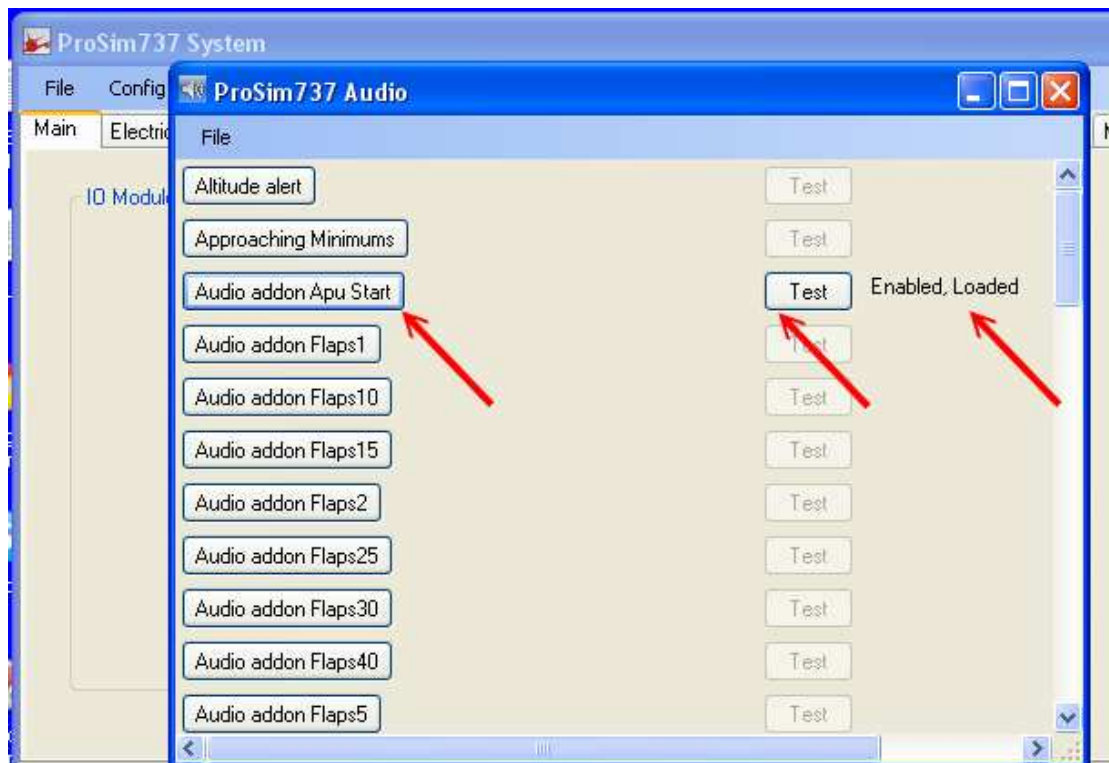 ProSim737 System
File Config
ProSim737 Audio
Main Electric
File
IO Module
Altitude alert Test
Approaching Minimums Test
Audio addon Apu Start Test Enabled, Loaded
Audio addon Flaps1 Test
Audio addon Flaps10 Test
Audio addon Flaps15 Test
Audio addon Flaps2 Test
Audio addon Flaps25 Test
Audio addon Flaps30 Test
Audio addon Flaps40 Test
Audio addon Flaps5 Test